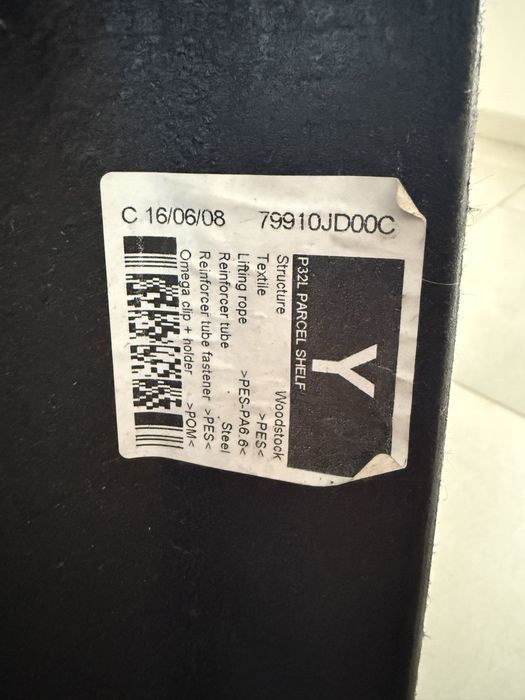 C 16/06/08 79910JD00C
Y
P32L PARCEL SHELF
Structure Woodstock
Textile >PES<
Lifting rope >PES-PA6.6<
Reinforcer tube Steel
Reinforcer tube fastener >PES<
Omega clip + holder >POM<